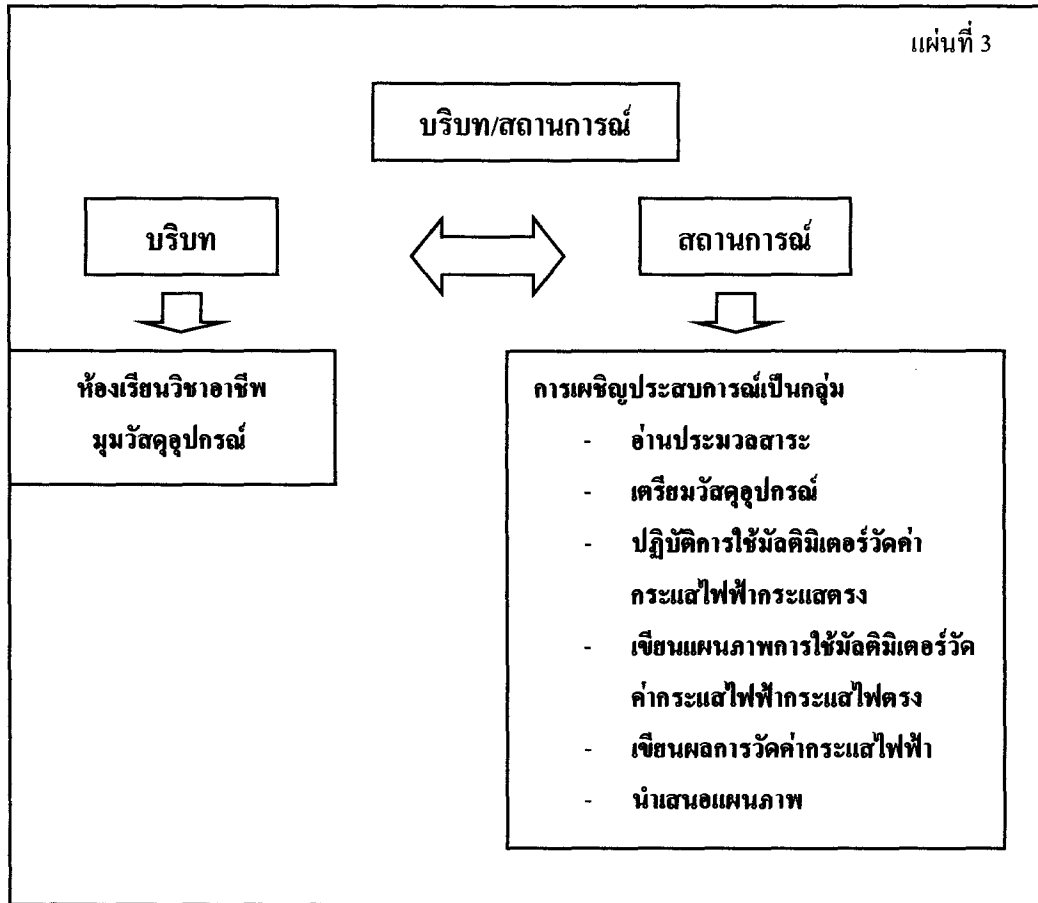 แผ่นที่ 3
บริบท/สถานการณ์
บริบท
สถานการณ์
ห้องเรียนวิชาอาชีพ
มุมวัสดุอุปกรณ์
การเผชิญประสบการณ์เป็นกลุ่ม
- อ่านประมวลสาระ
- เตรียมวัสดุอุปกรณ์
- ปฏิบัติการใช้มัลติมิเตอร์วัดค่า
กระแสไฟฟ้ากระแสตรง
- เขียนแผนภาพการใช้มัลติมิเตอร์วัด
ค่ากระแสไฟฟ้ากระแสไฟตรง
- เขียนผลการวัดค่ากระแสไฟฟ้า
- นำเสนอแผนภาพ